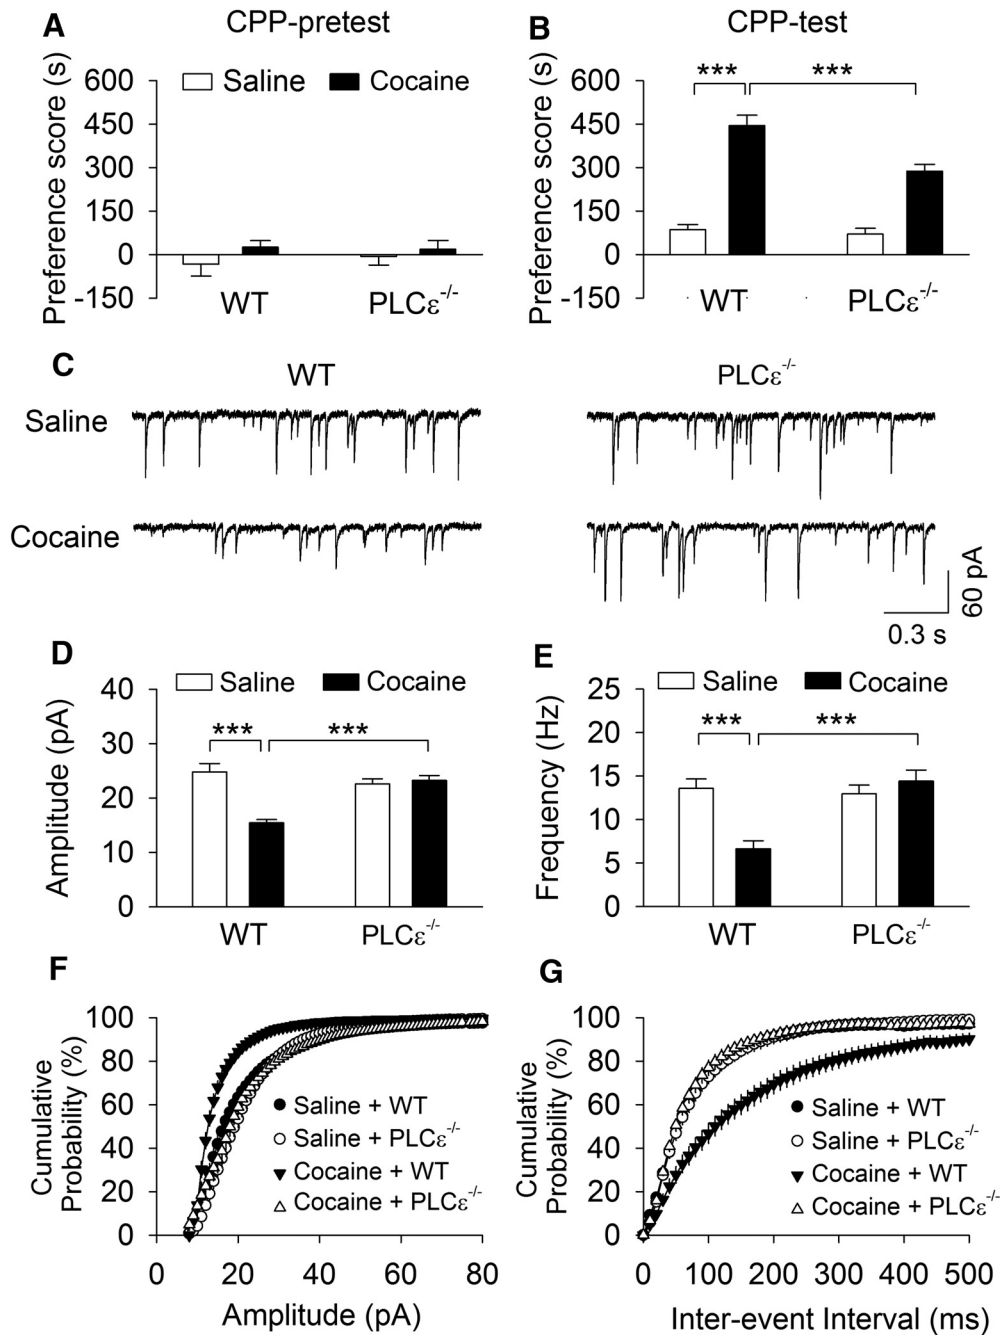 A
CPP-pretest
Preference score (s)
600
450
300
150
0
-150
Saline
Cocaine
WT
PLCε-/-
B
CPP-test
Preference score (s)
600
450
300
150
0
-150
***
***
WT
PLCε-/-
C
WT
PLCε-/-
Saline
Cocaine
60 pA
0.3 s
D
Saline
Cocaine
Amplitude (pA)
40
30
20
10
0
***
***
WT
PLCε-/-
E
Saline
Cocaine
Frequency (Hz)
25
20
15
10
5
0
***
***
WT
PLCε-/-
F
Cumulative
Probability (%)
100
80
60
40
20
0
Saline + WT
Saline + PLCε-/-
Cocaine + WT
Cocaine + PLCε-/-
0 20 40 60 80
Amplitude (pA)
G
Cumulative
Probability (%)
100
80
60
40
20
0
Saline + WT
Saline + PLCε-/-
Cocaine + WT
Cocaine + PLCε-/-
0 100 200 300 400 500
Inter-event Interval (ms)